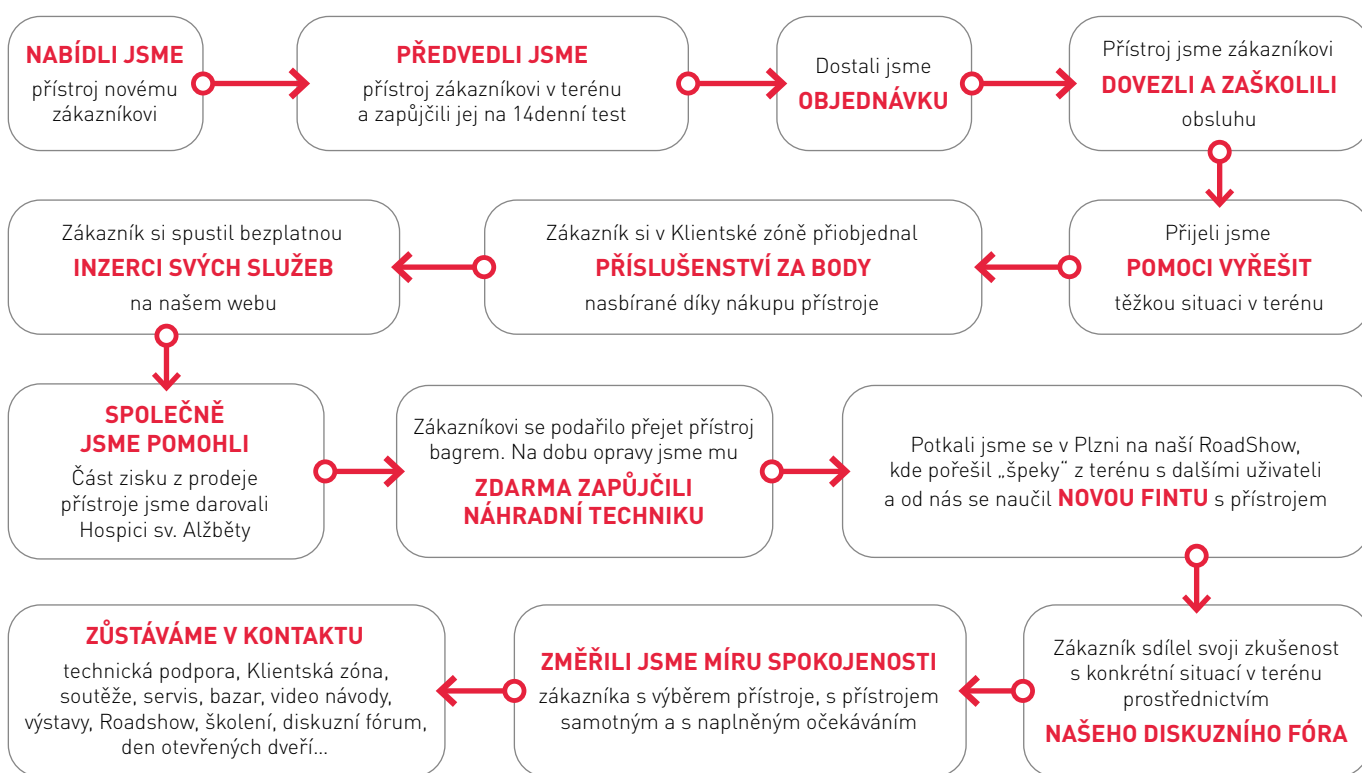 NABÍDLI JSME
přístroj novému
zákazníkovi
PŘEDVEDLI JSME
přístroj zákazníkovi v terénu
a zapůjčili jej na 14denní test
Dostali jsme
OBJEDNÁVKU
Přístroj jsme zákazníkovi
DOVEZLI A ZAŠKOLILI
obsluhu
Přijeli jsme
POMOCI VYŘEŠIT
těžkou situaci v terénu
Zákazník si v Klientské zóně přiobjednal
PŘÍSLUŠENSTVÍ ZA BODY
nasbírané díky nákupu přístroje
Zákazník si spustil bezplatnou
INZERCI SVÝCH SLUŽEB
na našem webu
SPOLEČNĚ
JSME POMOHLI
Část zisku z prodeje
přístroje jsme darovali
Hospici sv. Alžběty
Zákazníkovi se podařilo přejet přístroj
bagrem. Na dobu opravy jsme mu
ZDARMA ZAPŮJČILI
NÁHRADNÍ TECHNIKU
Potkali jsme se v Plzni na naší RoadShow,
kde pořešil „špeky“ z terénu s dalšími uživateli
a od nás se naučil NOVOU FINTU s přístrojem
Zákazník sdílel svoji zkušenost
s konkrétní situací v terénu
prostřednictvím
NAŠEHO DISKUZNÍHO FÓRA
ZMĚŘILI JSME MÍRU SPOKOJENOSTI
zákazníka s výběrem přístroje, s přístrojem
samotným a s naplněným očekáváním
ZŮSTÁVÁME V KONTAKTU
technická podpora, Klientská zóna,
soutěže, servis, bazar, video návody,
výstavy, Roadshow, školení, diskuzní fórum,
den otevřených dveří...